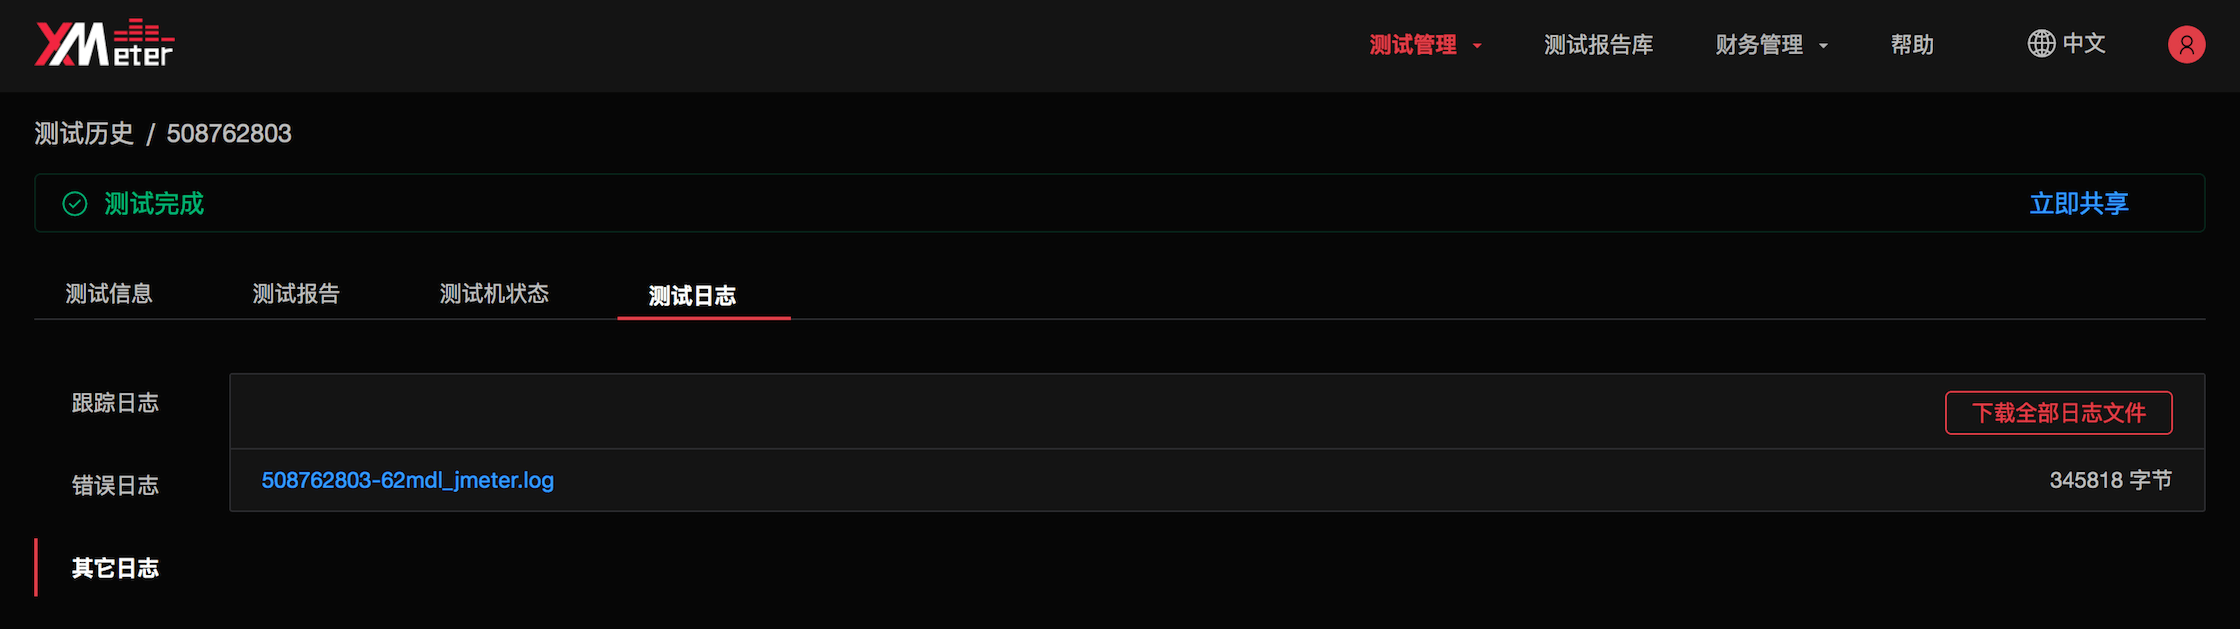 XMeter
测试管理 测试报告库 财务管理 帮助 中文
测试历史 / 508762803
测试完成 立即共享
测试信息 测试报告 测试机状态 测试日志
跟踪日志
下载全部日志文件
错误日志
508762803-62mdl_jmeter.log 345818 字节
其它日志